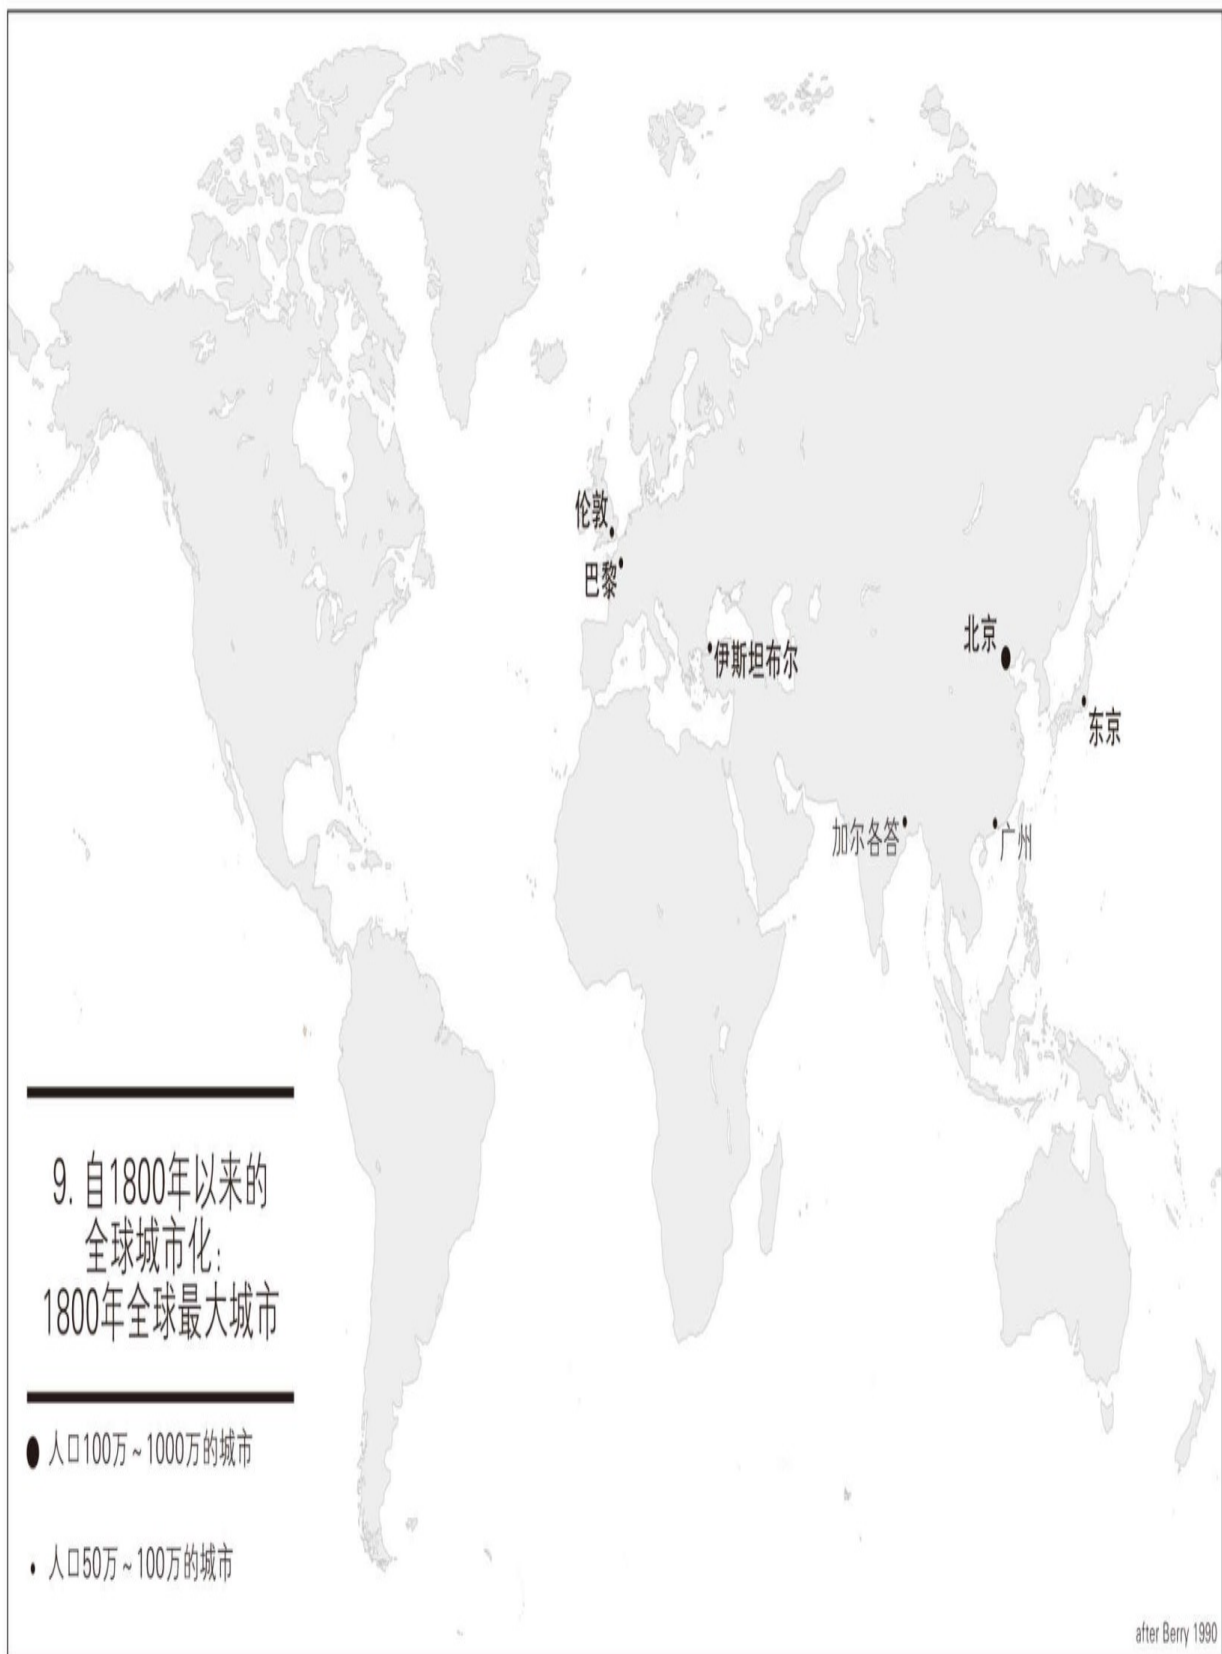 伦敦
巴黎
伊斯坦布尔
北京
东京
加尔各答
广州
9. 自1800年以来的
全球城市化：
1800年全球最大城市
人口100万~1000万的城市
人口50万~100万的城市
after Berry 1990